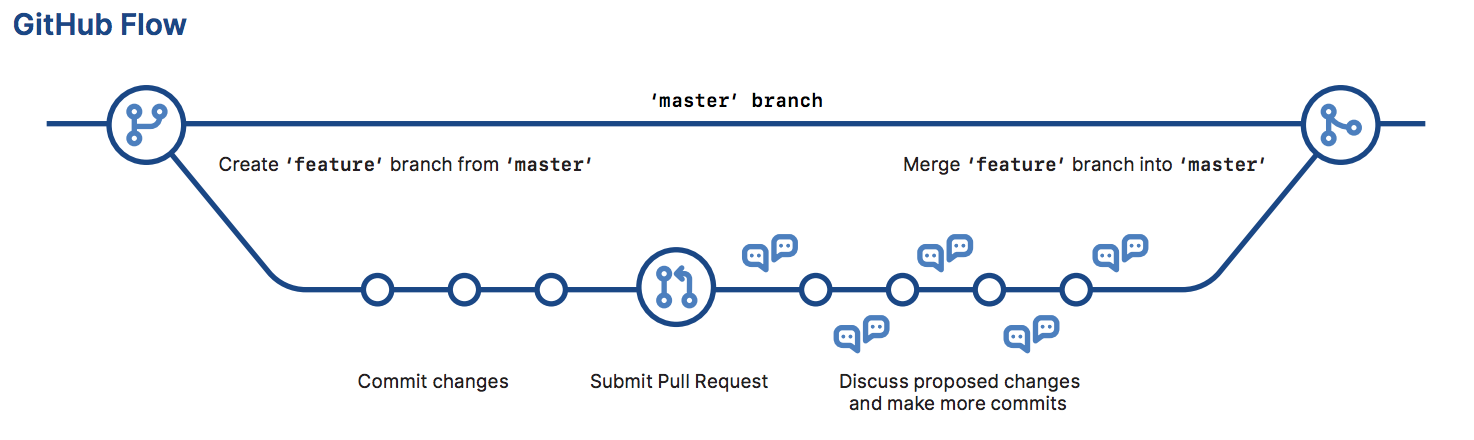 GitHub Flow
‘master’ branch
Create ‘feature’ branch from ‘master’
Merge ‘feature’ branch into ‘master’
Commit changes
Submit Pull Request
Discuss proposed changes
and make more commits